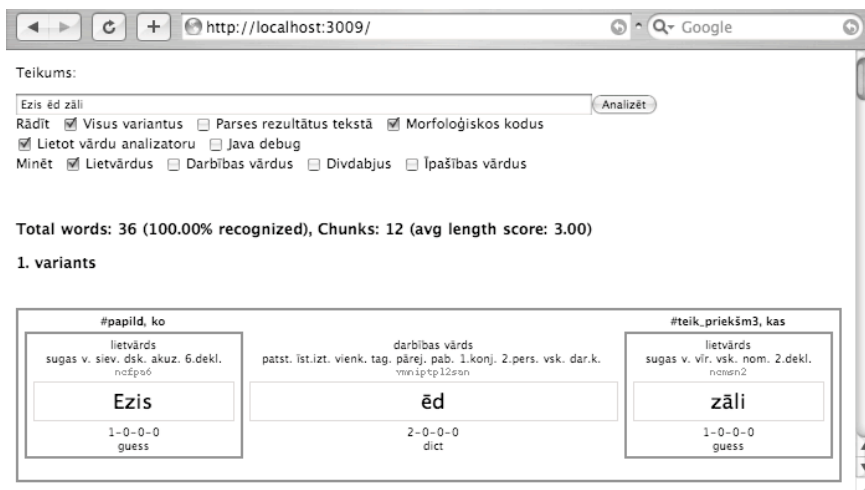 http://localhost:3009/
Google
Teikums:
Ezis ēd zāli
Analizēt
Rādīt Visus variantus Parses rezultātus tekstā Morfoloģiskos kodus
Lietot vārdu analizatoru Java debug
Minēt Lietvārdus Darbības vārdus Divdabjus Īpašības vārdus
Total words: 36 (100.00% recognized), Chunks: 12 (avg length score: 3.00)
1. variants
#papild, ko
lietvārds
sugas v. siev. dsk. akuz. 6.dekl.
ncfpa6
Ezis
1-0-0-0
guess
darbības vārds
patst. īst.izt. vienk. tag. pārej. pab. 1.konj. 2.pers. vsk. dar.k.
vmniptpl2san
ēd
2-0-0-0
dict
#teik_priekšm3, kas
lietvārds
sugas v. vīr. vsk. nom. 2.dekl.
ncmsn2
zāli
1-0-0-0
guess